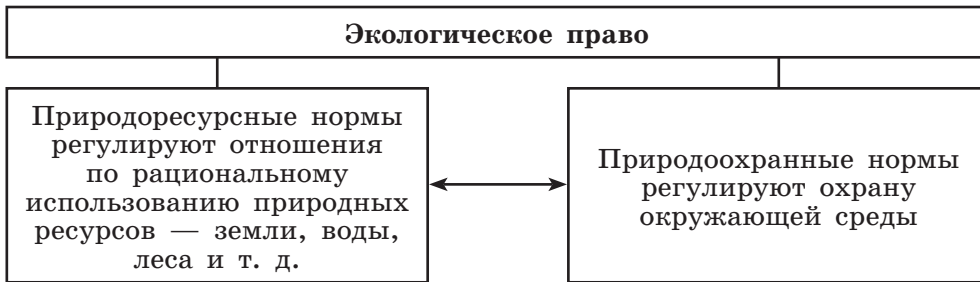 Экологическое право
Природоресурсные нормы
регулируют отношения
по рациональному
использованию природных
ресурсов — земли, воды,
леса и т. д.
Природоохранные нормы
регулируют охрану
окружающей среды